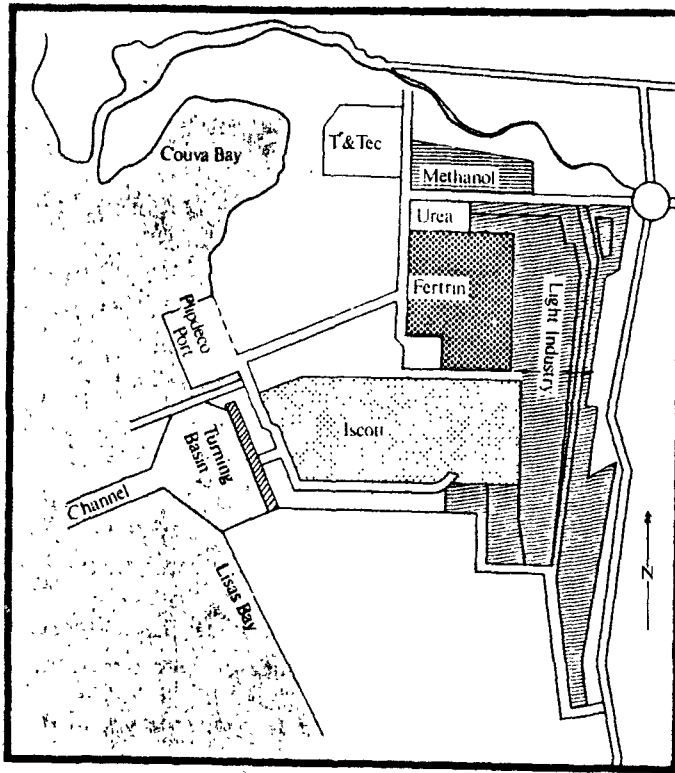 Couva Bay
T&Tec
Methanol
Urea
Fertrin
Light Industry
Plipdeco
Port
Iscott
Turning
Basin
Channel
Lisas Bay
N